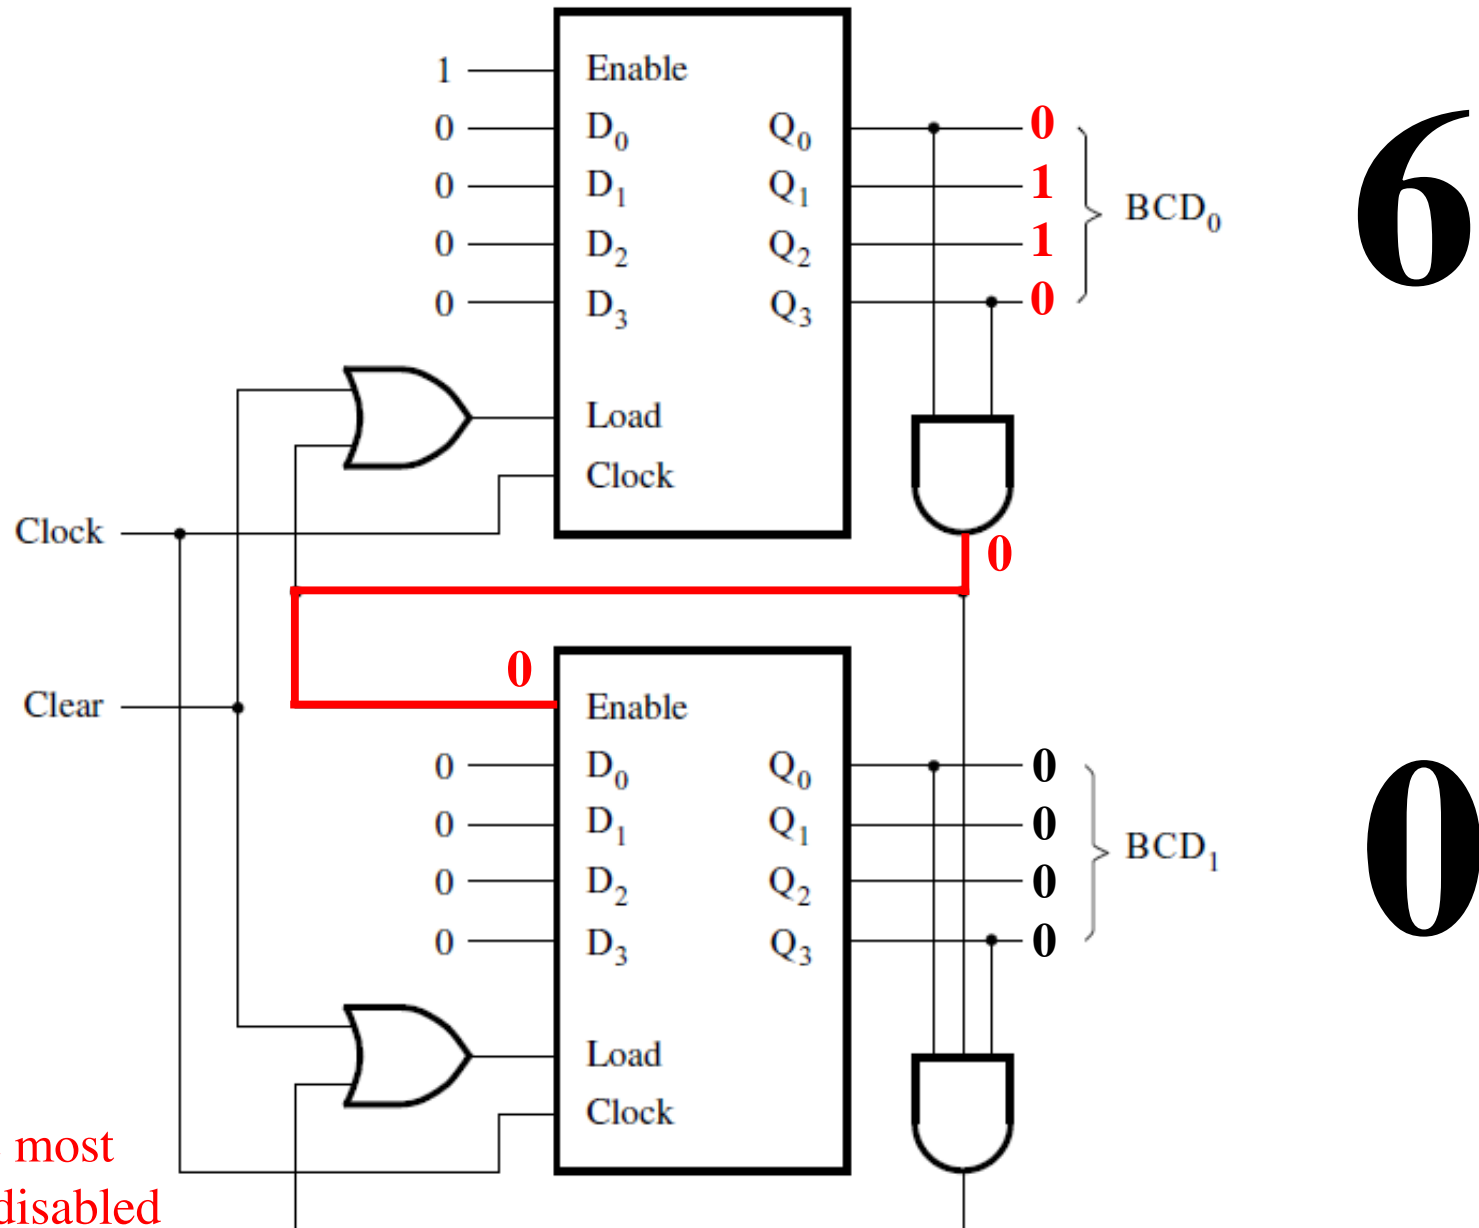 1 Enable
0 D0 Q0 0
0 D1 Q1 1
BCD0 6
0 D2 Q2 1
0 D3 Q3 0
Load
Clock
Clock
0
0
Clear
Enable
0 D0 Q0 0
0 D1 Q1 0
BCD1 0
0 D2 Q2 0
0 D3 Q3 0
Load
Clock
most
disabled